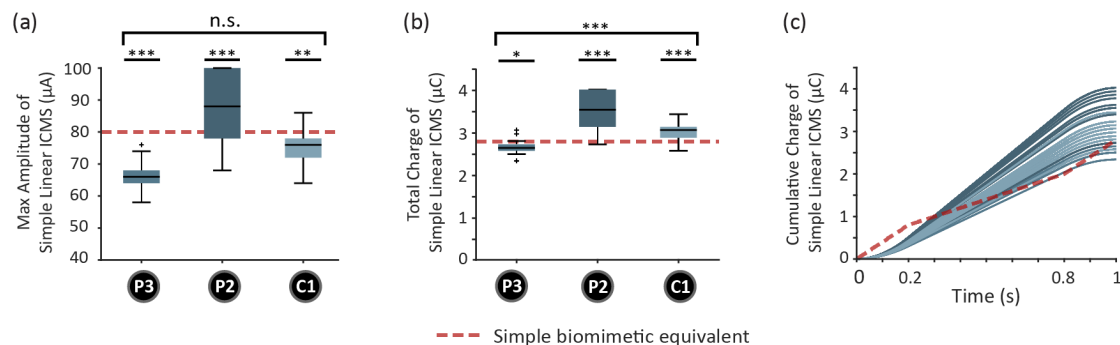 (a)
n.s.
*** *** **
Max Amplitude of
Simple Linear ICMS (µA)
100
90
80
70
60
50
40
P3 P2 C1
(b)
***
* *** ***
Total Charge of
Simple Linear ICMS (µC)
4
3
2
1
0
P3 P2 C1
(c)
Cumulative Charge of
Simple Linear ICMS (µC)
4
3
2
1
0
0 0.2 0.8 1
Time (s)
Simple biomimetic equivalent